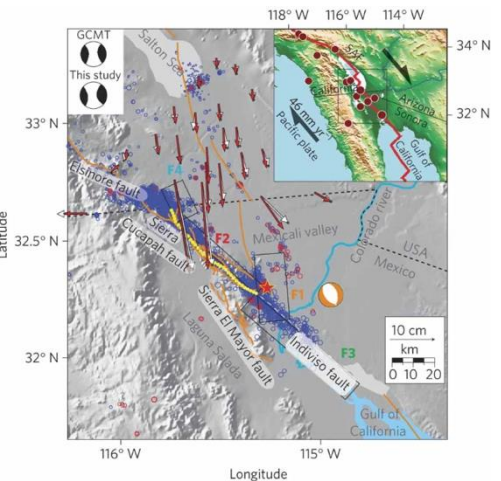 118° W 116° W 114° W
34° N
32° N
GCMT
This study
Salton Sea
SAF
California
Arizona
Sonora
46 mm yr⁻¹
Pacific plate
Gulf of
California
33° N
32.5° N
32° N
Latitude
F4
Elsinore fault
Sierra
Cucapah fault
F2
Mexicali valley
Colorado river
USA
Mexico
F1
Sierra El Mayor fault
Laguna Salada
Indiviso fault
F3
10 cm
km
0 10 20
Gulf of
California
116° W 115° W
Longitude